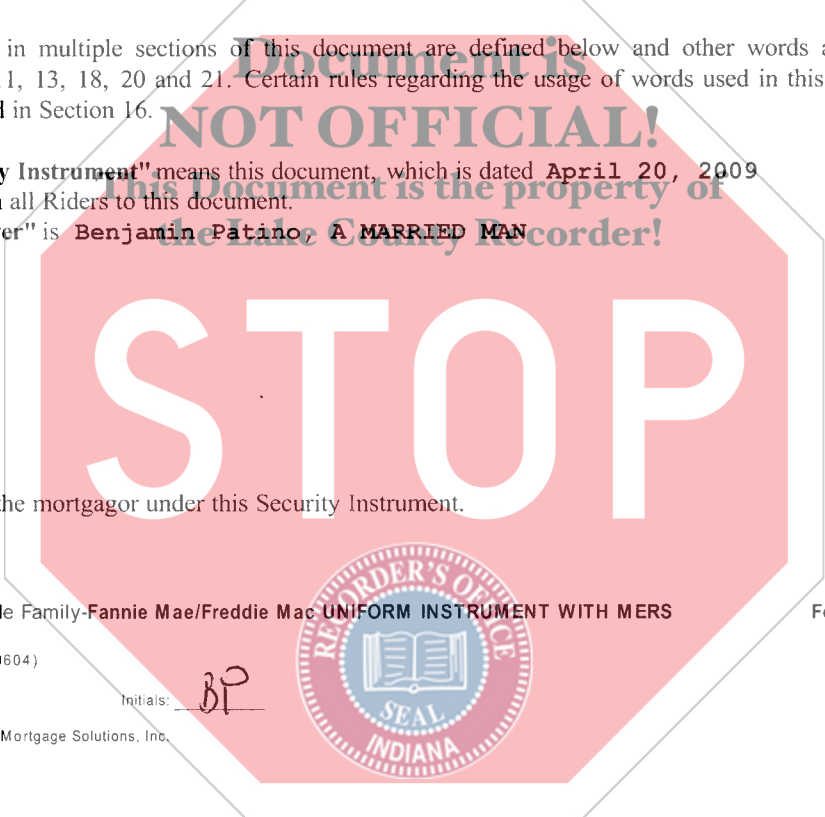 Document is
in multiple sections of this document are defined below and other words
11, 13, 18, 20 and 21. Certain rules regarding the usage of words used in this
in Section 16.
NOT OFFICIAL!
Instrument" means this document, which is dated April 20, 2009
This Document is the property of
all Riders to this document.
er" is Benjamin Patino, A MARRIED MAN
the Lake County Recorder!
STOP
the mortgagor under this Security Instrument.
le Family-Fannie Mae/Freddie Mac UNIFORM INSTRUMENT WITH MERS
0604)
Initials: BP
Mortgage Solutions, Inc.
RECORDER'S OFFICE
SEAL
INDIANA